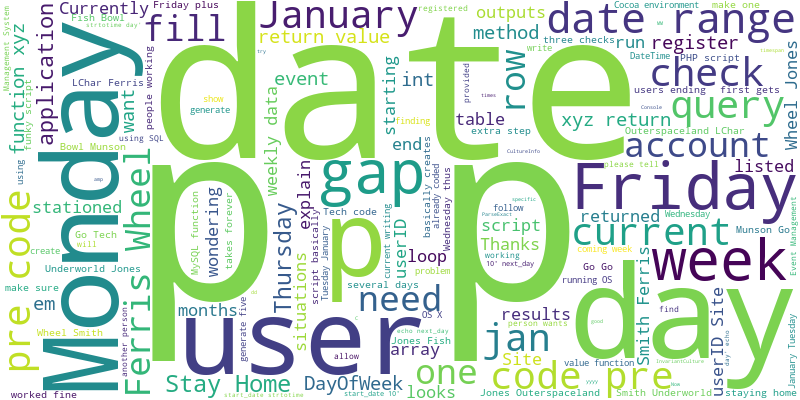 Currently
Friday plus
January
outputs
Cocoa environment
make one
Fish Bowl
strtotime day
fill
return value
method
date range
registered
Management System
application
LChar Ferris
event
int
row
three checks
run
register
PHP script
DateTime
function xyz
funky script
want
people working
show
generate
starting
write
provided
try
finding
times
check
users ending
first gets
timespan
Wheel Jones
Monday
date
Console
query
Bowl Munson
using SQL
Weekly data
end
table
extra step
CultureInfo
xyz return
Outerspaceland LChar
please tell
gap
account
pre code
using
Ferris Wheel
MySQL function
takes forever
wondering
explain
basically creates
already coded
Wednesday thus
ParseExact
specific
Friday
listed
stationed
Thursday
Tech code
userID
follow
script
Thanks
returned
Wednesday
Event Management
amp
Go Tech
will
create
script basically
Tuesday January
loop
current writing
problem
working
10' next_day
current
coming week
Munson Go
Underworld Jones
situations
several days
OS X
Go Go
running OS
week
find
make sure
em
months
need
results
echo next_day
person wants
good
Smith Ferris
userID Site
day echo
InvariantCulture
January Tuesday
Wheel Smith
another person
user
generate five
array
Jones Fish
allow
jan
Site
value function
yyyy
Now
worked fine
Stay Home
DayOfWeek
looks
start_date strtotime
start_date 10'
one
code pre
Jones Outerspaceland
Smith Underworld
day
staying home
p p
p